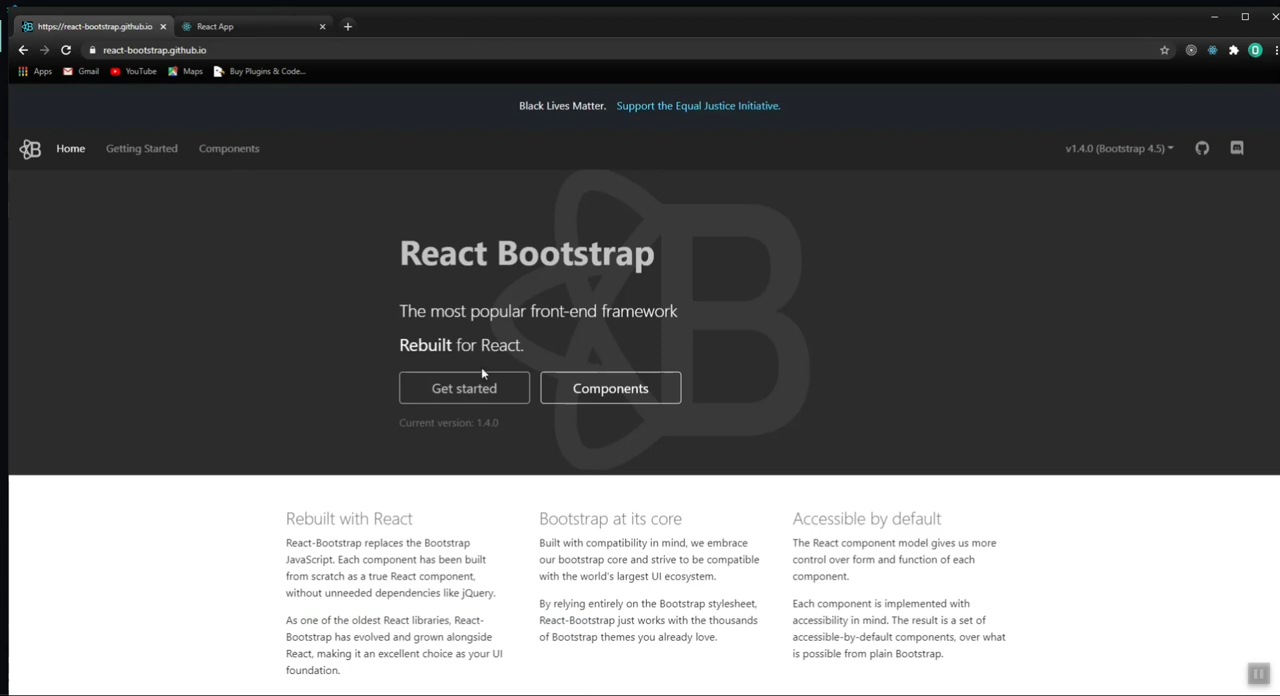 https://react-bootstrap.github.io
React App
react-bootstrap.github.io
Apps
Gmail
YouTube
Maps
Buy Plugins & Code...
Black Lives Matter. Support the Equal Justice Initiative.
Home
Getting Started
Components
v1.4.0 (Bootstrap 4.5)
React Bootstrap
The most popular front-end framework
Rebuilt for React.
Get started
Components
Current version: 1.4.0
Rebuilt with React
React-Bootstrap replaces the Bootstrap
JavaScript. Each component has been built
from scratch as a true React component,
without unneeded dependencies like jQuery.
As one of the oldest React libraries, React-
Bootstrap has evolved and grown alongside
React, making it an excellent choice as your UI
foundation.
Bootstrap at its core
Built with compatibility in mind, we embrace
our bootstrap core and strive to be compatible
with the world's largest UI ecosystem.
By relying entirely on the Bootstrap stylesheet,
React-Bootstrap just works with the thousands
of Bootstrap themes you already love.
Accessible by default
The React component model gives us more
control over form and function of each
component.
Each component is implemented with
accessibility in mind. The result is a set of
accessible-by-default components, over what
is possible from plain Bootstrap.